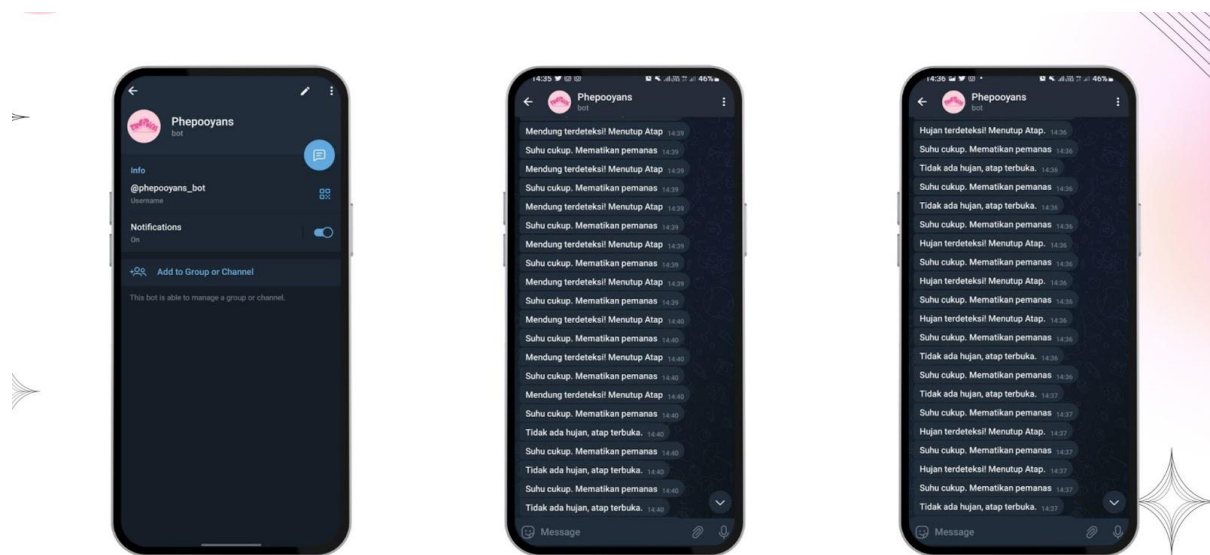 Phepooyans
bot
Info
@phepooyans_bot
Username
Notifications
On
Add to Group or Channel
This bot is able to manage a group or channel.
14:35 46%
Phepooyans
bot
Mendung terdeteksi! Menutup Atap 14:39
Suhu cukup. Mematikan pemanas 14:39
Mendung terdeteksi! Menutup Atap 14:39
Suhu cukup. Mematikan pemanas 14:39
Mendung terdeteksi! Menutup Atap 14:39
Suhu cukup. Mematikan pemanas 14:39
Mendung terdeteksi! Menutup Atap 14:39
Suhu cukup. Mematikan pemanas 14:39
Mendung terdeteksi! Menutup Atap 14:39
Suhu cukup. Mematikan pemanas 14:39
Mendung terdeteksi! Menutup Atap 14:40
Suhu cukup. Mematikan pemanas 14:40
Mendung terdeteksi! Menutup Atap 14:40
Suhu cukup. Mematikan pemanas 14:40
Mendung terdeteksi! Menutup Atap 14:40
Suhu cukup. Mematikan pemanas 14:40
Tidak ada hujan, atap terbuka. 14:40
Suhu cukup. Mematikan pemanas 14:40
Tidak ada hujan, atap terbuka. 14:40
Suhu cukup. Mematikan pemanas 14:40
Tidak ada hujan, atap terbuka. 14:40
Message
14:36 46%
Phepooyans
bot
Hujan terdeteksi! Menutup Atap. 14:36
Suhu cukup. Mematikan pemanas 14:36
Tidak ada hujan, atap terbuka. 14:36
Suhu cukup. Mematikan pemanas 14:36
Tidak ada hujan, atap terbuka. 14:36
Suhu cukup. Mematikan pemanas 14:36
Hujan terdeteksi! Menutup Atap. 14:36
Suhu cukup. Mematikan pemanas 14:36
Hujan terdeteksi! Menutup Atap. 14:36
Suhu cukup. Mematikan pemanas 14:36
Hujan terdeteksi! Menutup Atap. 14:36
Suhu cukup. Mematikan pemanas 14:36
Tidak ada hujan, atap terbuka. 14:36
Suhu cukup. Mematikan pemanas 14:36
Tidak ada hujan, atap terbuka. 14:37
Suhu cukup. Mematikan pemanas 14:37
Hujan terdeteksi! Menutup Atap. 14:37
Suhu cukup. Mematikan pemanas 14:37
Hujan terdeteksi! Menutup Atap. 14:37
Suhu cukup. Mematikan pemanas 14:37
Tidak ada hujan, atap terbuka. 14:37
Message